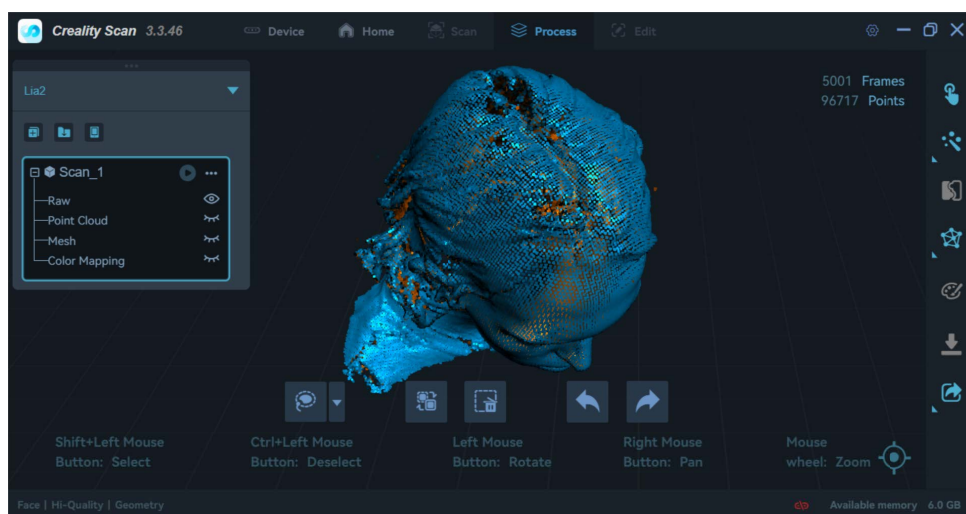 Creality Scan 3.3.46
Device
Home
Scan
Process
Edit
Lia2
5001 Frames
96717 Points
Scan_1
Raw
Point Cloud
Mesh
Color Mapping
Shift+Left Mouse
Button: Select
Ctrl+Left Mouse
Button: Deselect
Left Mouse
Button: Rotate
Right Mouse
Button: Pan
Mouse
wheel: Zoom
Face | Hi-Quality | Geometry
Available memory 6.0 GB